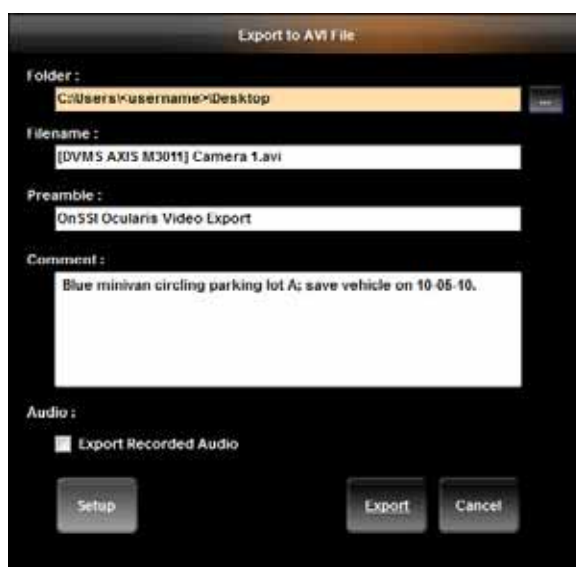 Export to AVI File
Folder :
C:\Users\<username>\Desktop
...
Filename :
[DVMS AXIS M3011] Camera 1.avi
Preamble :
OnSSI Ocularis Video Export
Comment :
Blue minivan circling parking lot A; save vehicle on 10-05-10.
Audio :
Export Recorded Audio
Setup Export Cancel